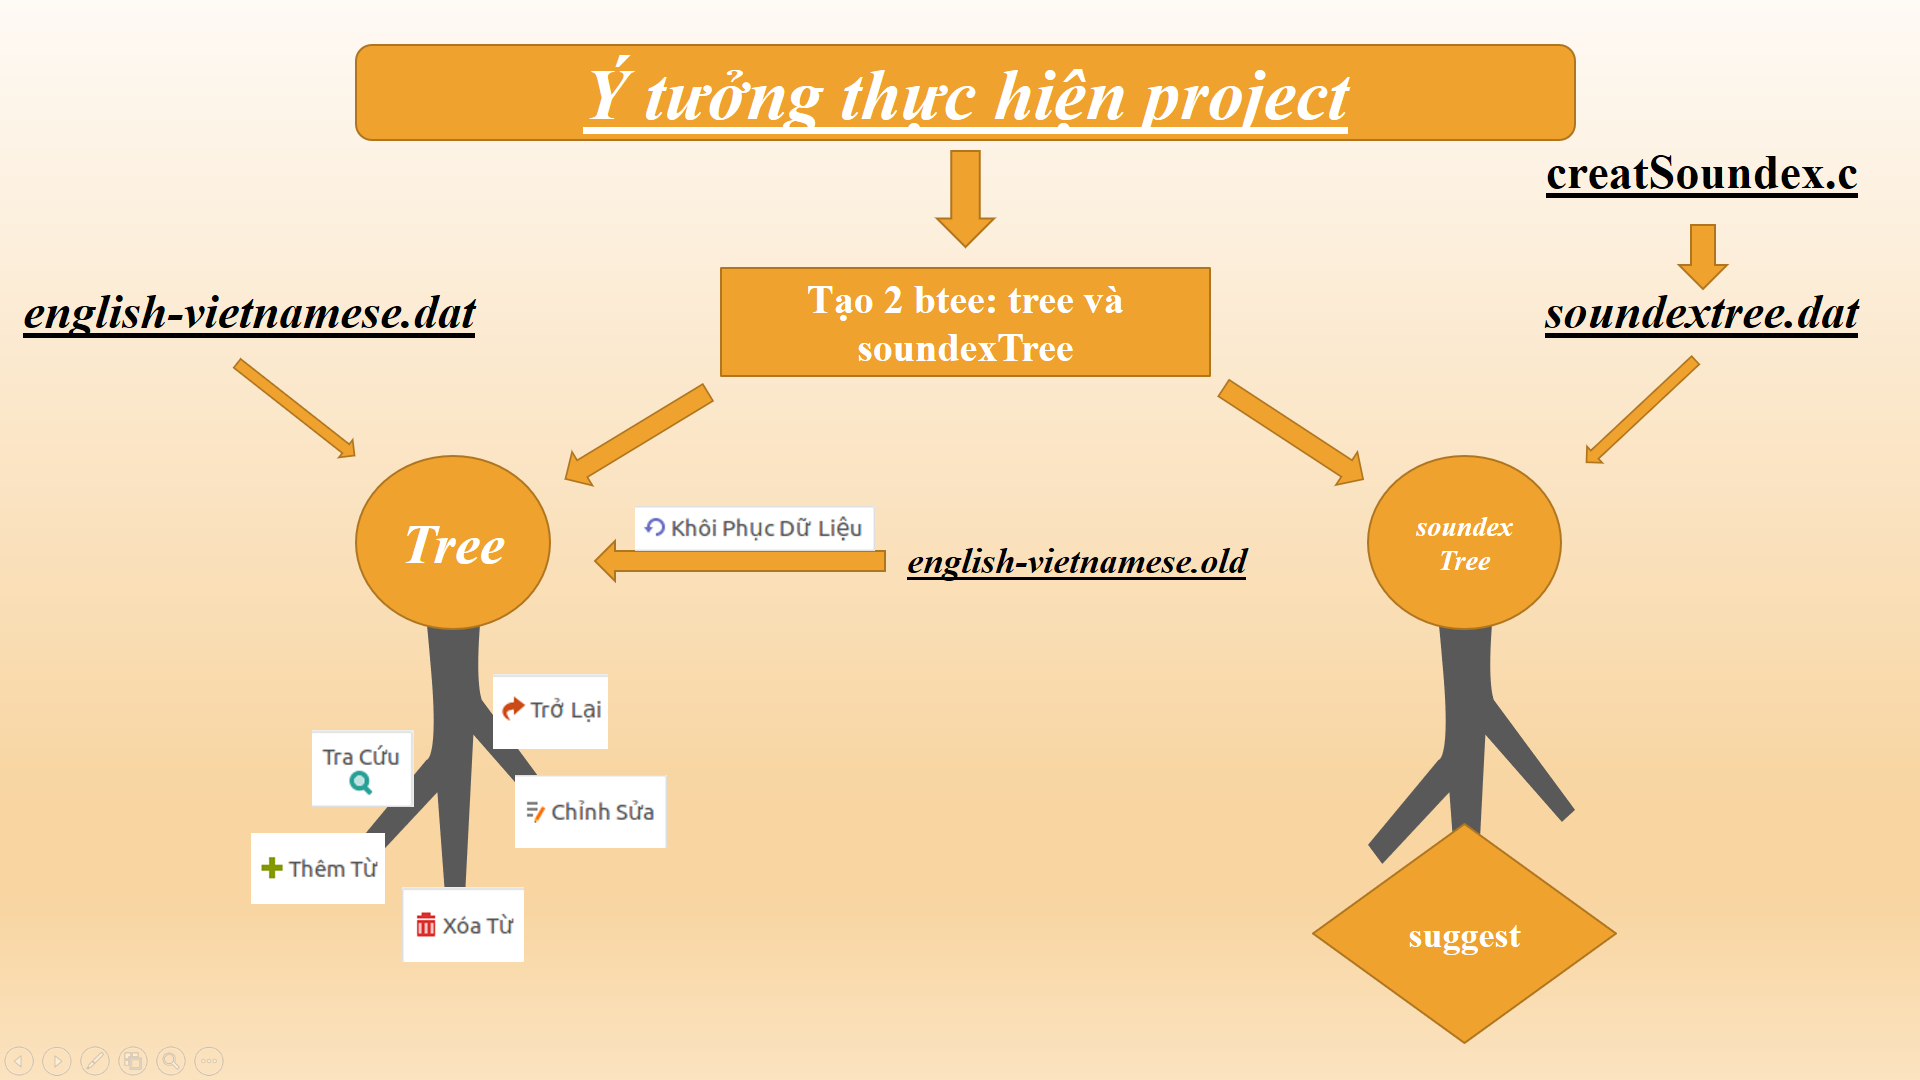 Ý tưởng thực hiện project
creatSoundex.c
Tạo 2 btee: tree và
soundexTree
english-vietnamese.dat
soundextree.dat
Khôi Phục Dữ Liệu
Tree
english-vietnamese.old
soundex
Tree
Trở Lại
Tra Cứu
Chỉnh Sửa
Thêm Từ
Xóa Từ
suggest